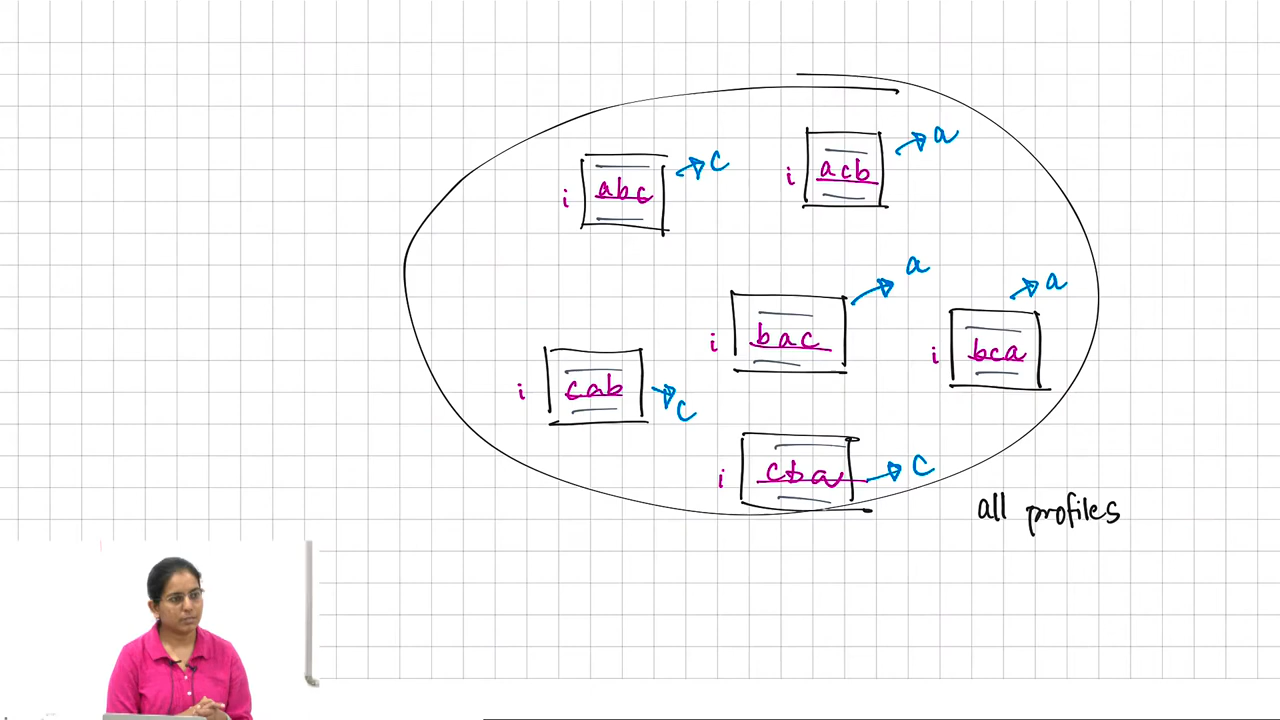 i abc → c
i acb → a
i bac → a
i bca → a
i cab → c
i cba → c
all profiles